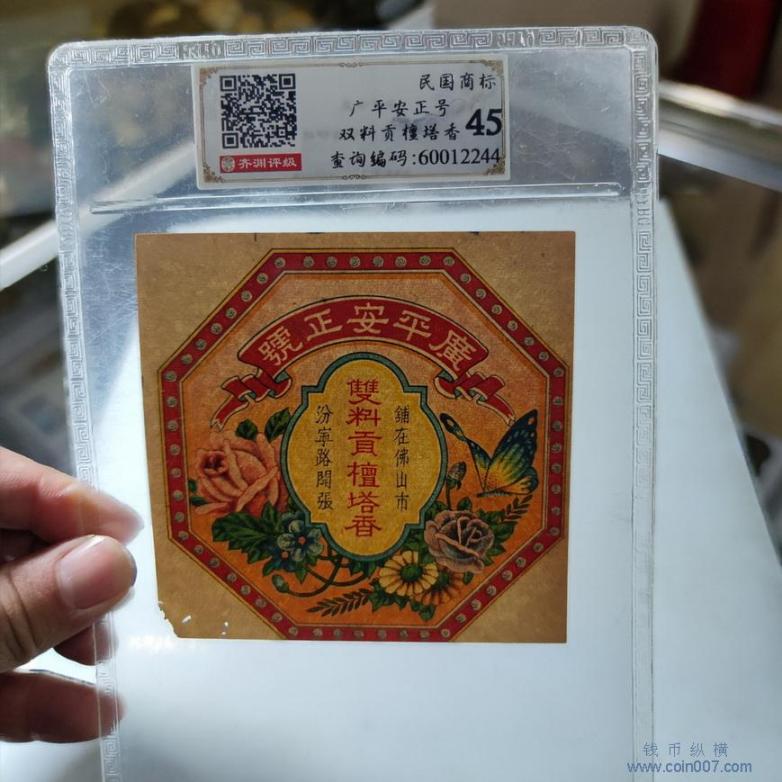 民国商标
广平安正号
双料贡檀塔香 45
齐渊评级
查询编码:60012244
廣平安正號
舖在佛山市
雙料貢檀塔香
汾寧路開張
钱币纵横
www.coin007.com